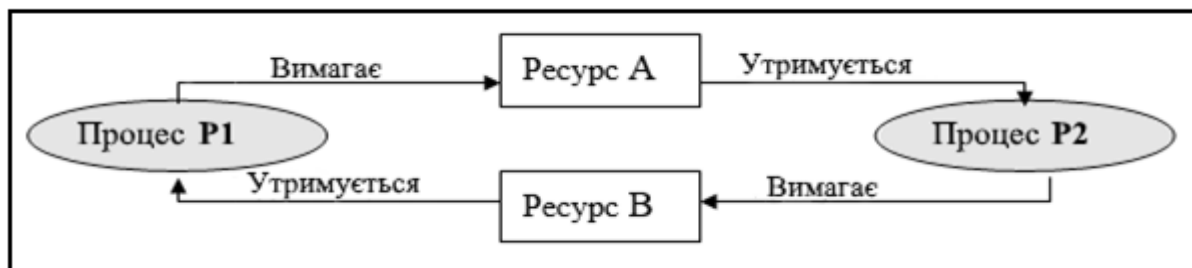 Вимагає
Ресурс А
Утримується
Процес Р1
Процес Р2
Утримується
Ресурс В
Вимагає